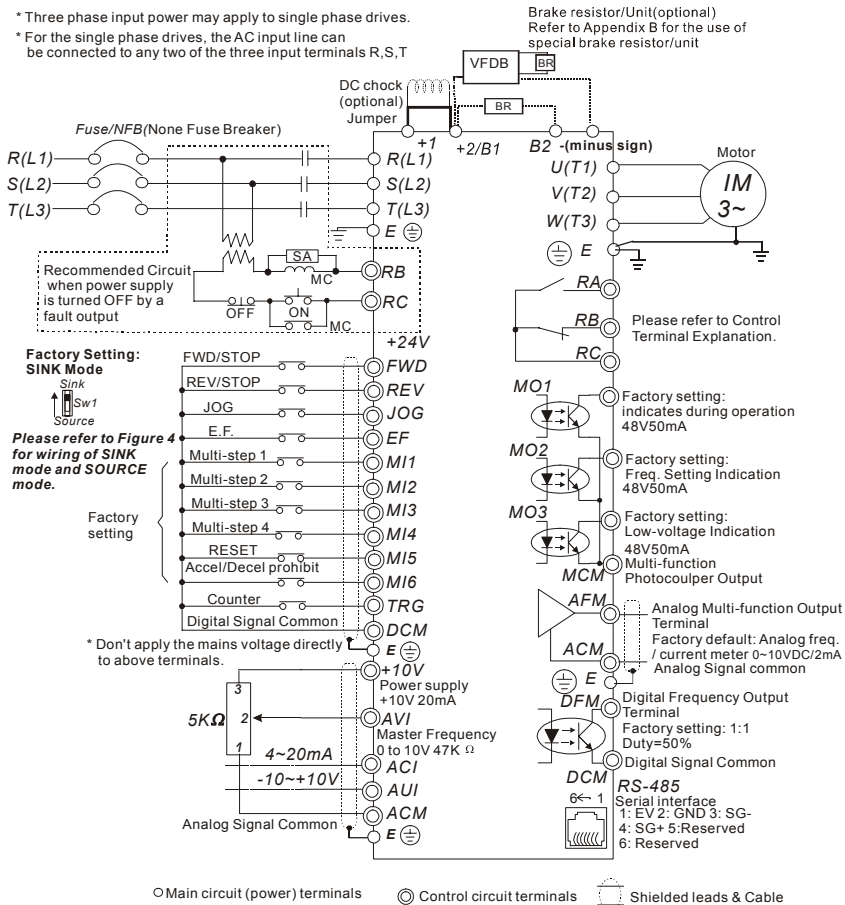 * Three phase input power may apply to single phase drives.
* For the single phase drives, the AC input line can
be connected to any two of the three input terminals R,S,T
Brake resistor/Unit(optional)
Refer to Appendix B for the use of
special brake resistor/unit
VFDB
BR
DC chock
(optional)
Jumper
BR
Fuse/NFB(None Fuse Breaker)
+1
+2/B1
B2
-(minus sign)
Motor
R(L1)
R(L1)
U(T1)
S(L2)
S(L2)
V(T2)
IM
3~
T(L3)
T(L3)
W(T3)
E
E
Recommended Circuit
when power supply
is turned OFF by a
fault output
SA
MC
RB
OFF
ON
MC
RC
RA
RB
RC
Please refer to Control
Terminal Explanation.
+24V
Factory Setting:
SINK Mode
Sink
Sw1
Source
Please refer to Figure 4
for wiring of SINK
mode and SOURCE
mode.
FWD/STOP
FWD
REV/STOP
REV
JOG
JOG
E.F.
EF
Multi-step 1
MI1
Multi-step 2
MI2
Multi-step 3
MI3
Multi-step 4
MI4
RESET
MI5
Accel/Decel prohibit
MI6
Counter
TRG
Digital Signal Common
DCM
Factory
setting
E
* Don't apply the mains voltage directly
to above terminals.
MO1
Factory setting:
indicates during operation
48V50mA
MO2
Factory setting:
Freq. Setting Indication
48V50mA
MO3
Factory setting:
Low-voltage Indication
48V50mA
MCM
Multi-function
Photocoulper Output
AFM
Analog Multi-function Output
Terminal
Factory default: Analog freq.
/ current meter 0~10VDC/2mA
ACM
Analog Signal common
E
+10V
Power supply
+10V 20mA
3
5KΩ
2
1
AVI
Master Frequency
0 to 10V 47K Ω
4~20mA
ACI
-10~+10V
AUI
ACM
Analog Signal Common
E
DFM
Digital Frequency Output
Terminal
Factory setting: 1:1
Duty=50%
DCM
Digital Signal Common
RS-485
Serial interface
6← 1
1: EV 2: GND 3: SG-
4: SG+ 5:Reserved
6: Reserved
Main circuit (power) terminals
Control circuit terminals
Shielded leads & Cable